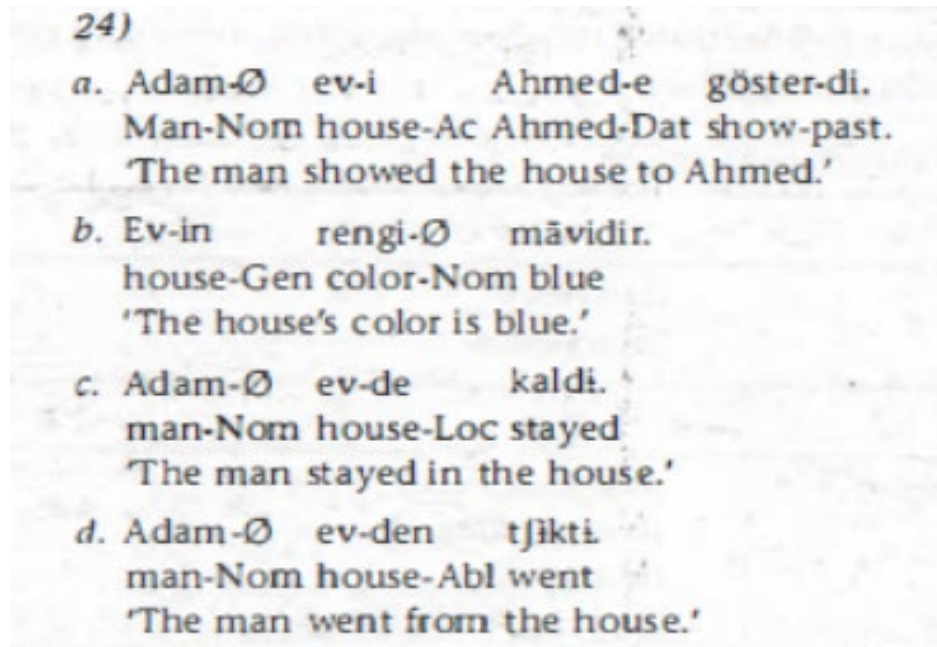 24)
a. Adam-Ø ev-i Ahmed-e göster-di.
Man-Nom house-Ac Ahmed-Dat show-past.
'The man showed the house to Ahmed.'
b. Ev-in rengi-Ø māvidir.
house-Gen color-Nom blue
'The house's color is blue.'
c. Adam-Ø ev-de kaldɨ.
man-Nom house-Loc stayed
'The man stayed in the house.'
d. Adam-Ø ev-den tʃɨktɨ.
man-Nom house-Abl went
'The man went from the house.'